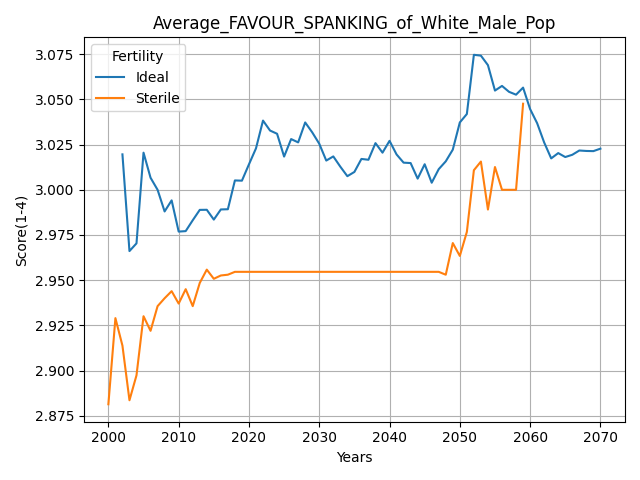 Average_FAVOUR_SPANKING_of_White_Male_Pop
Fertility
Ideal
Sterile
Score(1-4)
3.075
3.050
3.025
3.000
2.975
2.950
2.925
2.900
2.875
2000 2010 2020 2030 2040 2050 2060 2070
Years